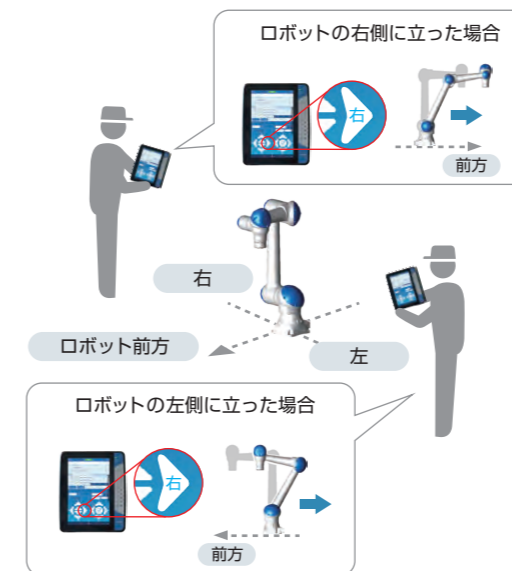 ロボットの右側に立った場合
右
前方
右
ロボット前方
左
ロボットの左側に立った場合
右
前方